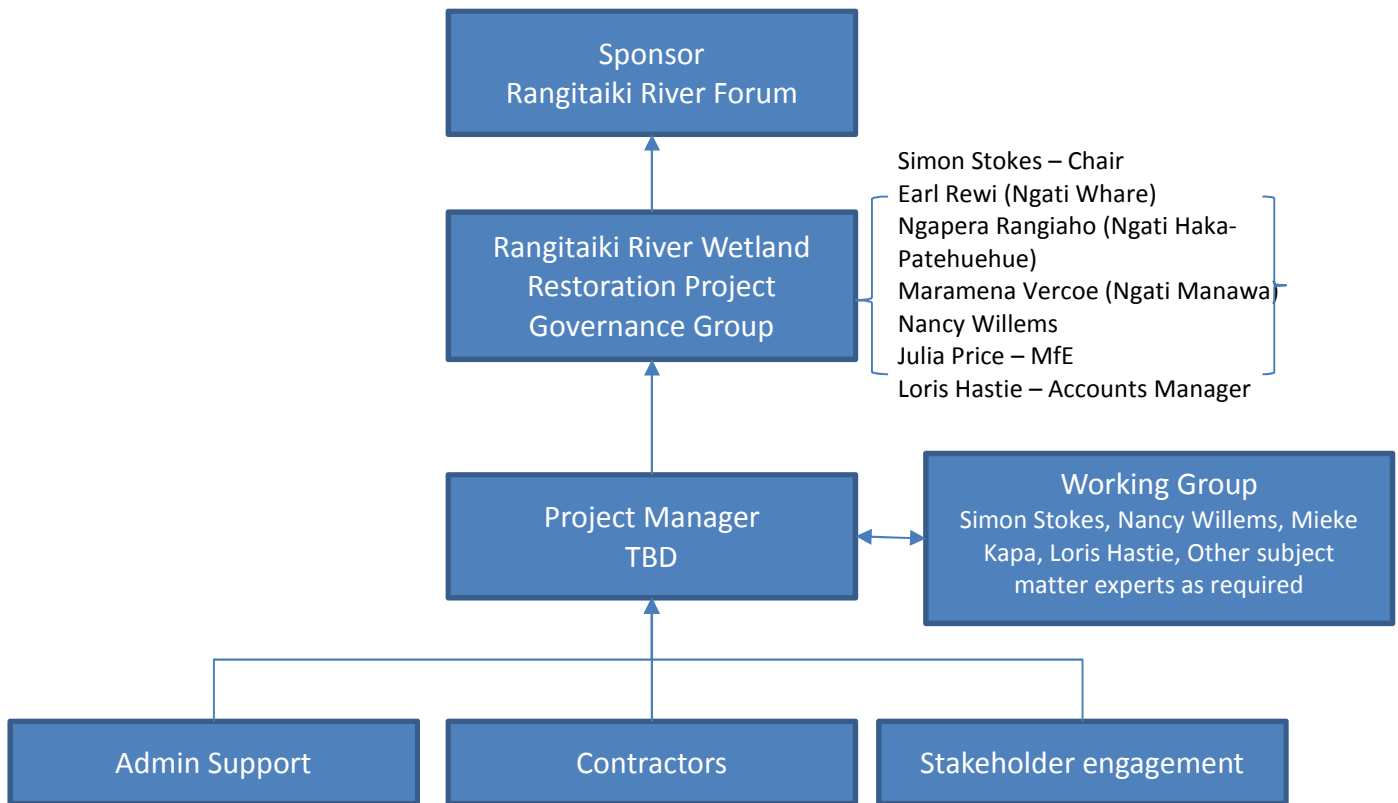 Sponsor
Rangitaiki River Forum
Simon Stokes – Chair
Earl Rewi (Ngati Whare)
Ngapera Rangiaho (Ngati Haka-
Patehuehue)
Maramena Vercoe (Ngati Manawa)
Nancy Willems
Julia Price – MfE
Loris Hastie – Accounts Manager
Rangitaiki River Wetland
Restoration Project
Governance Group
Project Manager
TBD
Working Group
Simon Stokes, Nancy Willems, Mieke
Kapa, Loris Hastie, Other subject
matter experts as required
Admin Support
Contractors
Stakeholder engagement